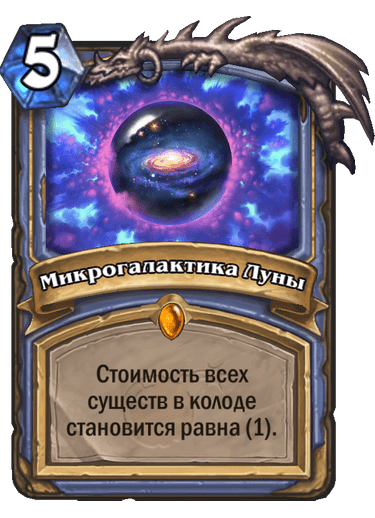 5
Микрогалактика Луны
Стоимость всех
существ в колоде
становится равна (1).